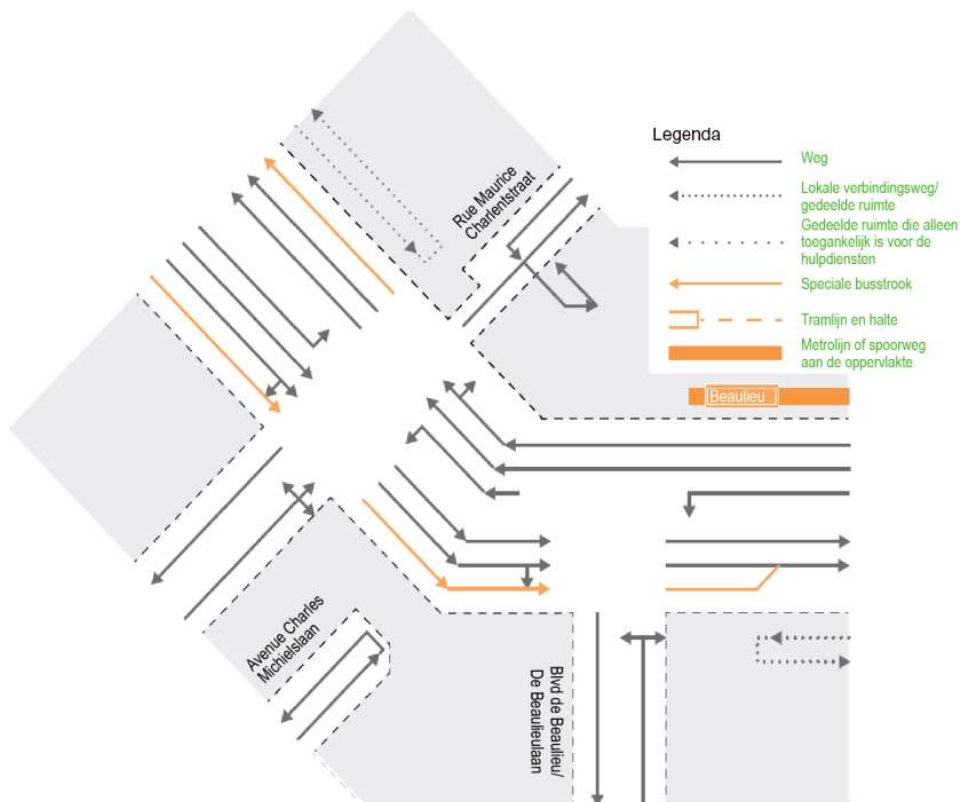 Rue Maurice
Charlentstraat
Legenda
Weg
Lokale verbindingsweg/
gedeelde ruimte
Gedeelde ruimte die alleen
toegankelijk is voor de
hulpdiensten
Speciale busstrook
Tramlijn en halte
Metrolijn of spoorweg
aan de oppervlakte
Beaulieu
Avenue Charles
Michielslaan
Blvd de Beaulieu/
De Beaulieulaan